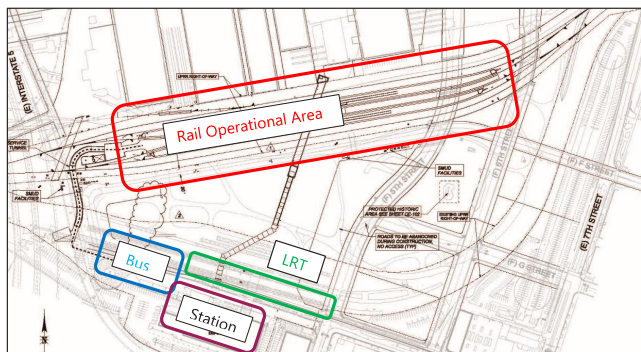 (E) INTERSTATE 5
UPRR RIGHT-OF-WAY
Rail Operational Area
SERVICE
TUNNEL
SMUD
FACILITIES
SMUD
FACILITIES
PROTECTED HISTORIC
AREA SEE SHEET CE-102
EXISTING UPRR
RIGHT-OF-WAY
ROADS TO BE ABANDONED
DURING CONSTRUCTION
NO ACCESS (TYP)
(E) 5TH STREET
(E) 7TH STREET
(F) F STREET
(F) G STREET
Bus
LRT
Station
N